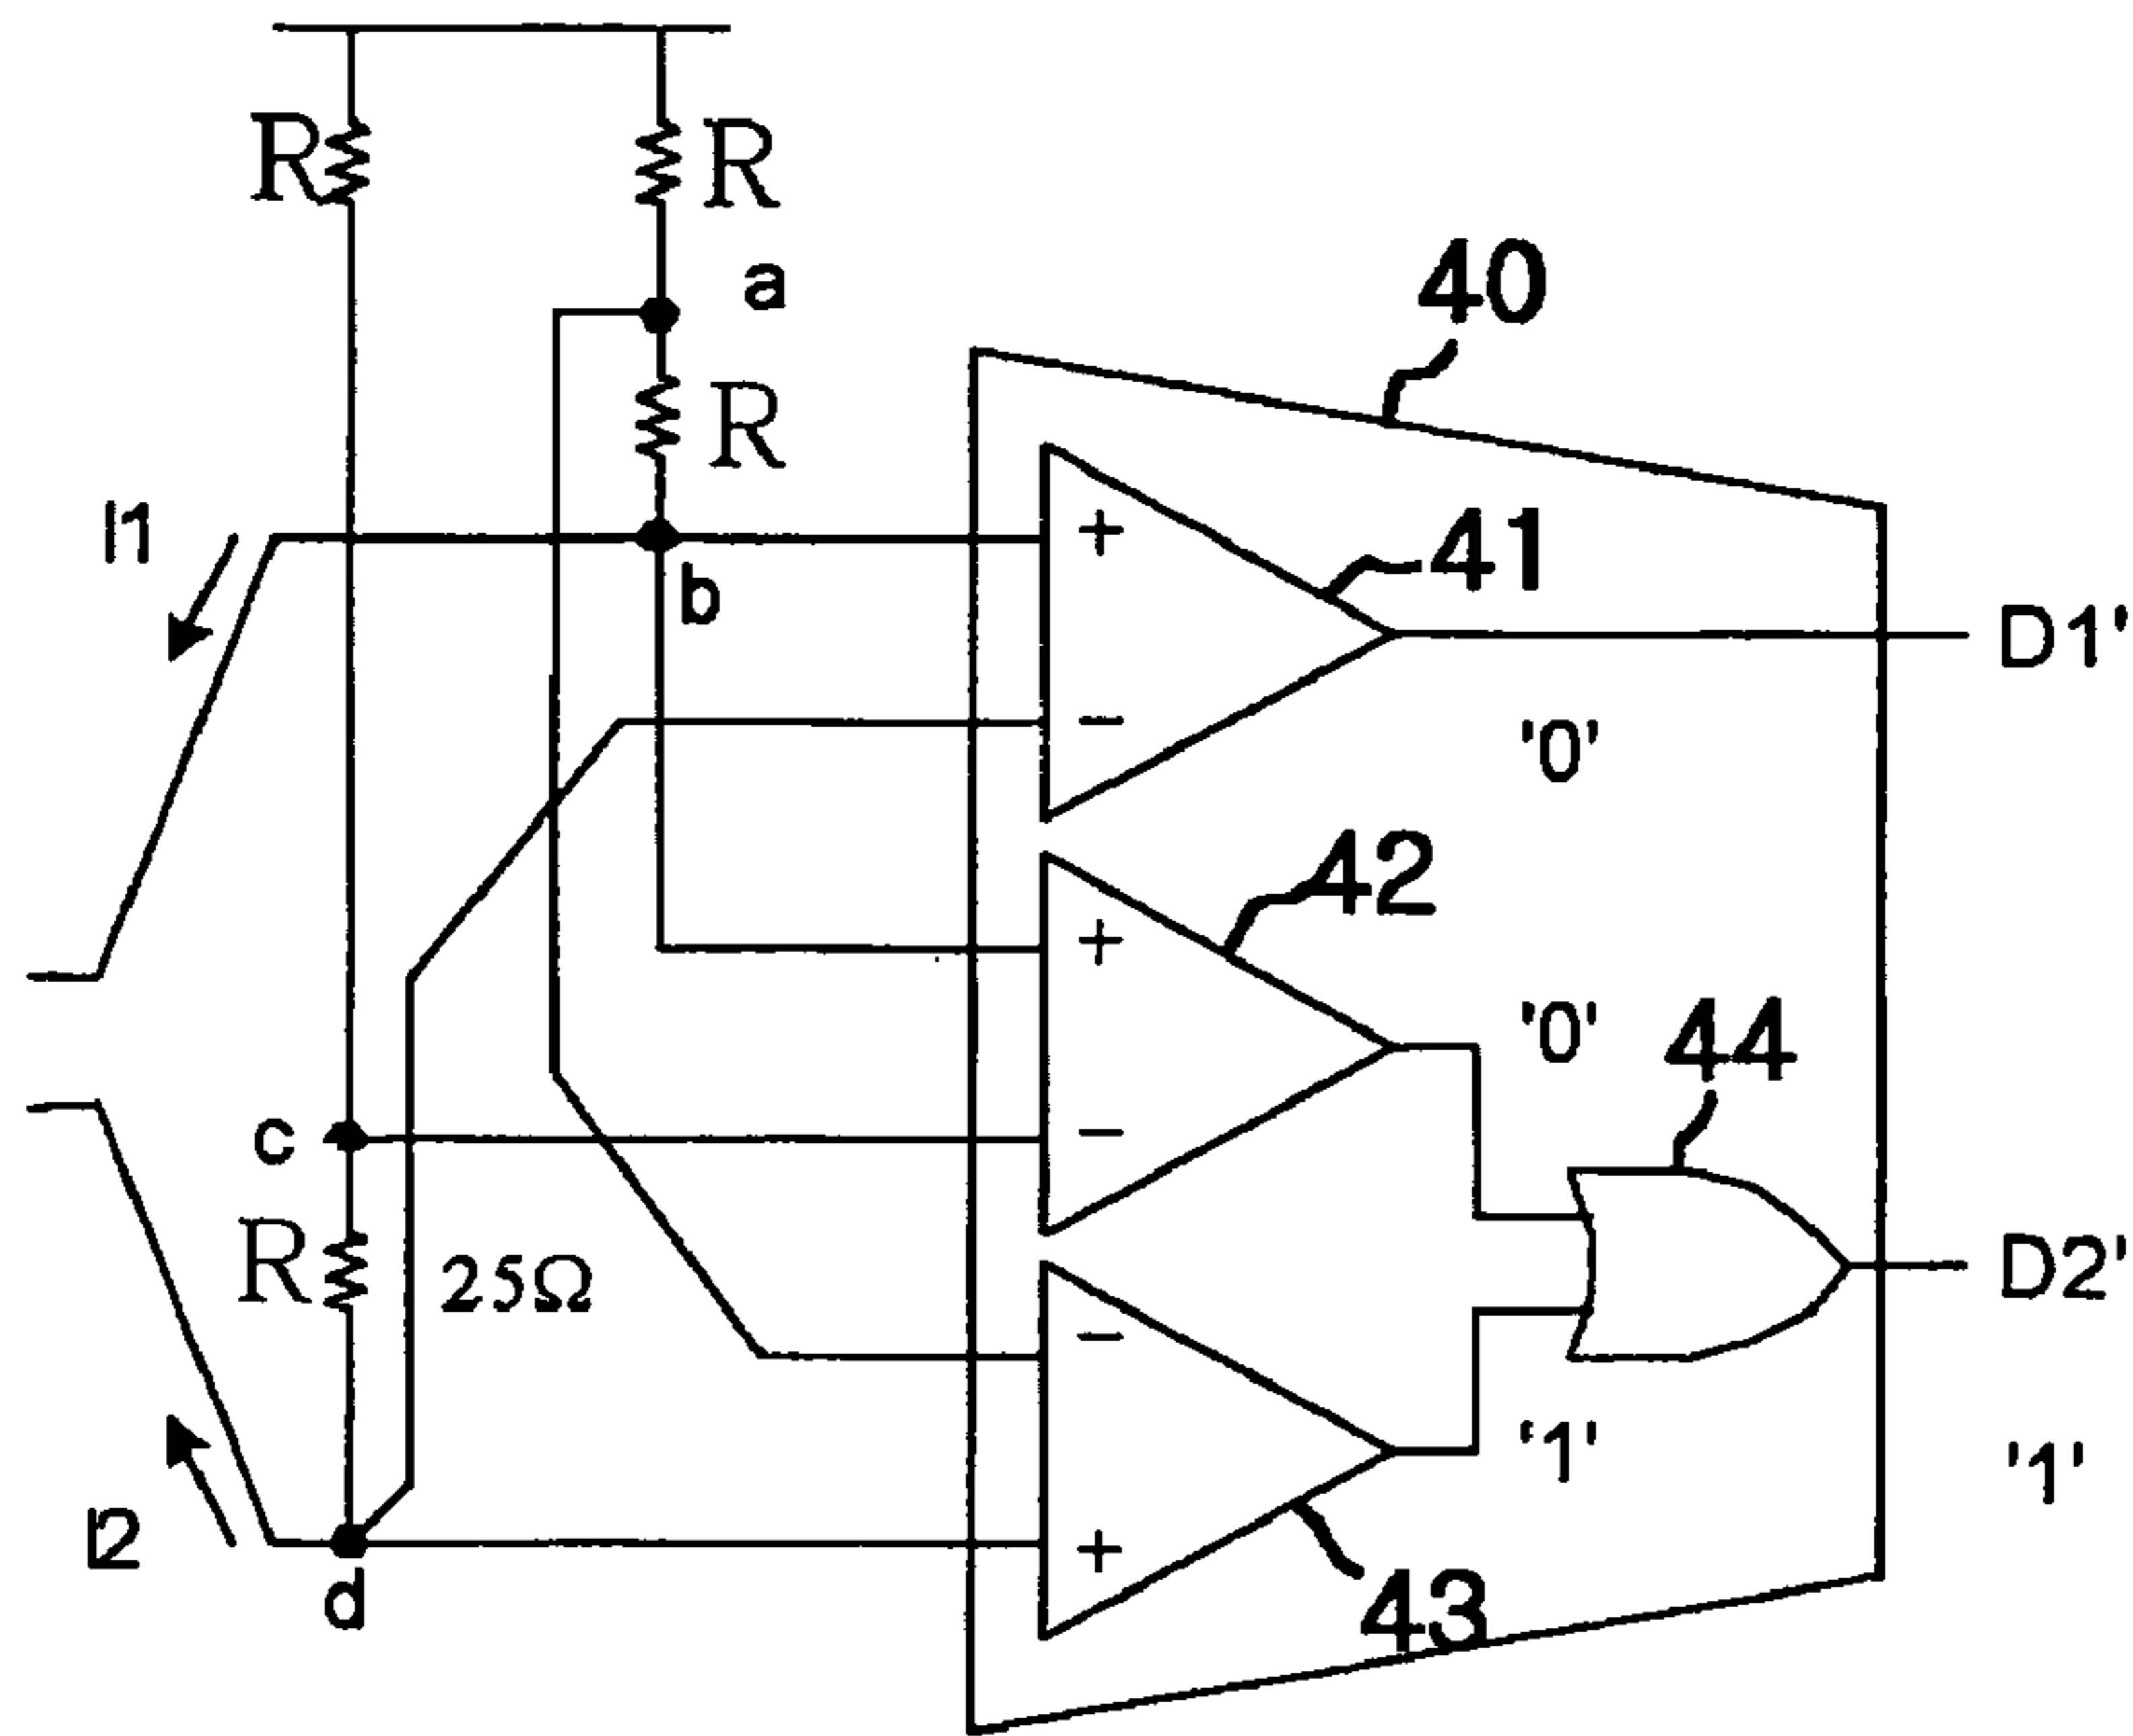 R
R
a
40
R
I1
+
41
b
D1'
−
'0'
42
+
'0'
44
c
−
R
25Ω
D2'
−
'1'
'1'
I2
+
d
43